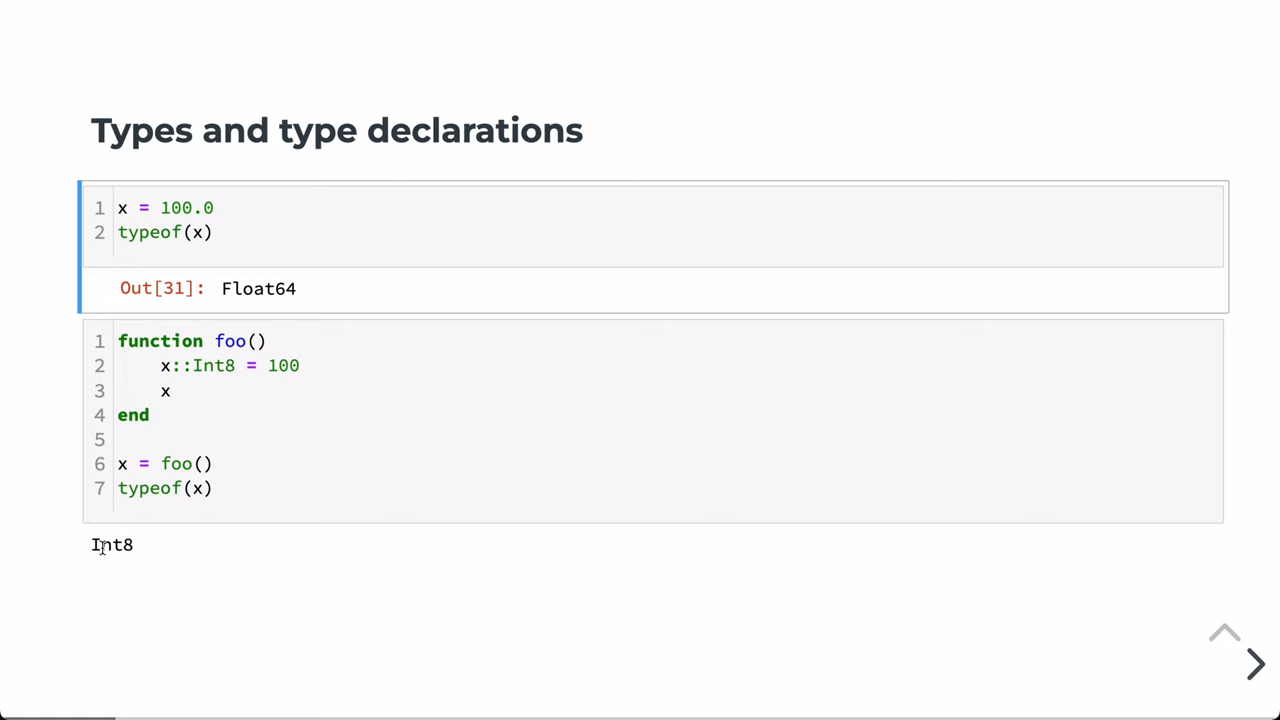 Types and type declarations
1 x = 100.0
2 typeof(x)
Out[31]: Float64
1 function foo()
2     x::Int8 = 100
3     x
4 end
5
6 x = foo()
7 typeof(x)
Int8